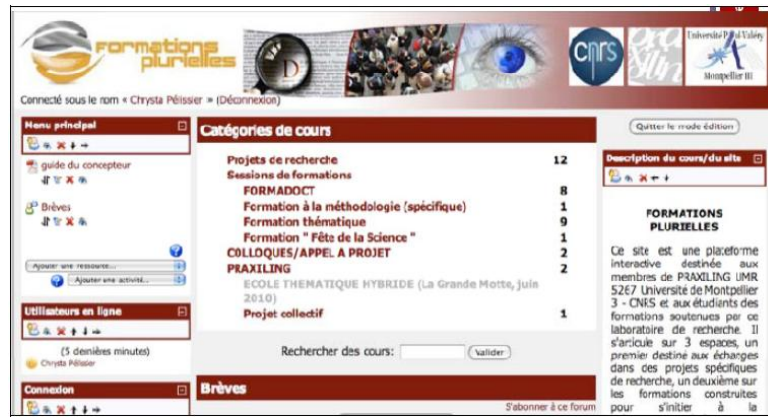 Formations
plurielles
D
cnrs
praxiling
Université Paul-Valéry
Montpellier III
Connecté sous le nom « Chrysta Pélissier » (Déconnexion)
Menu principal
guide du concepteur
Brèves
Ajouter une ressource...
Ajouter une activité...
Utilisateurs en ligne
(5 dernières minutes)
Chrysta Pélissier
Connexion
Catégories de cours
Projets de recherche 12
Sessions de formations
FORMADOCT 8
Formation à la méthodologie (spécifique) 1
Formation thématique 9
Formation " Fête de la Science " 1
COLLOQUES/APPEL A PROJET 2
PRAXILING 2
ECOLE THEMATIQUE HYBRIDE (La Grande Motte, juin
2010)
Projet collectif 1
Rechercher des cours: Valider
Brèves
S'abonner à ce forum
Quitter le mode édition
Description du cours/du site
FORMATIONS
PLURIELLES
Ce site est une plateforme
interactive destinée aux
membres de PRAXILING UMR
5267 Université de Montpellier
3 - CNRS et aux étudiants des
formations soutenues par ce
laboratoire de recherche. Il
s'articule sur 3 espaces, un
premier destiné aux échanges
dans des projets spécifiques
de recherche, un deuxième sur
les formations construites
pour s'initier à la